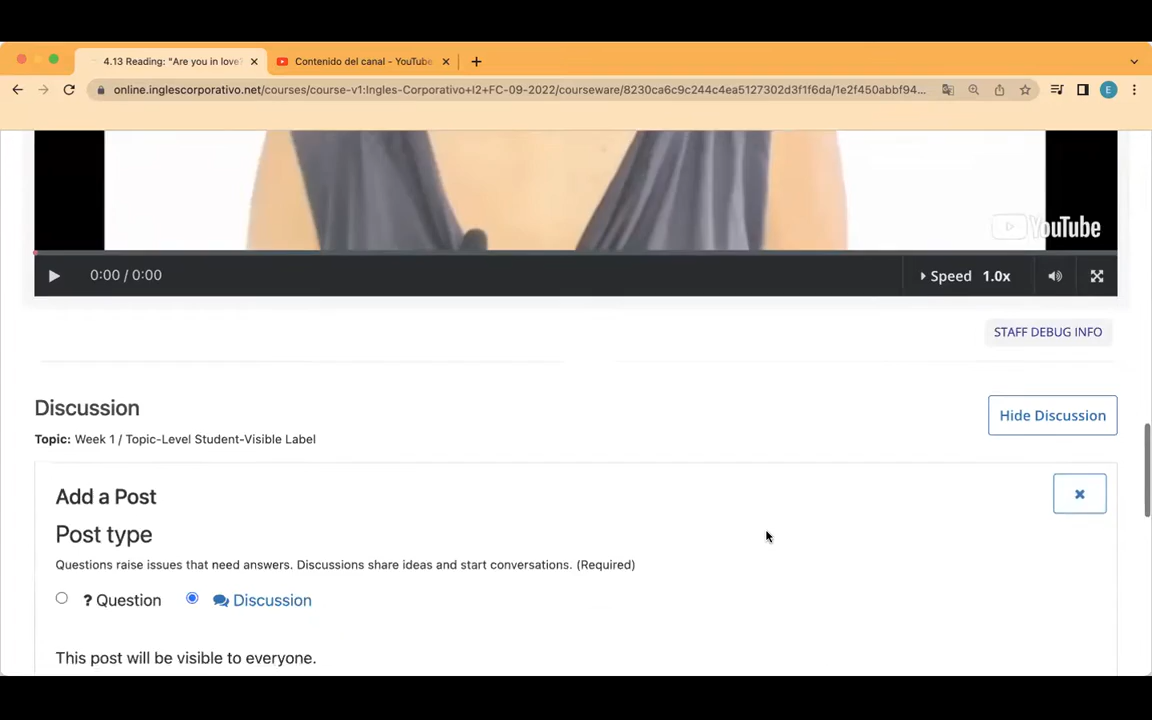 4.13 Reading: "Are you in love
Contenido del canal - YouTube
online.inglescorporativo.net/courses/course-v1:Ingles-Corporativo+I2+FC-09-2022/courseware/8230ca6c9c244c4ea5127302d3f1f6da/1e2f450abbf94...
E
YouTube
0:00 / 0:00
Speed 1.0x
STAFF DEBUG INFO
Discussion
Hide Discussion
Topic: Week 1 / Topic-Level Student-Visible Label
Add a Post
Post type
Questions raise issues that need answers. Discussions share ideas and start conversations. (Required)
? Question Discussion
This post will be visible to everyone.